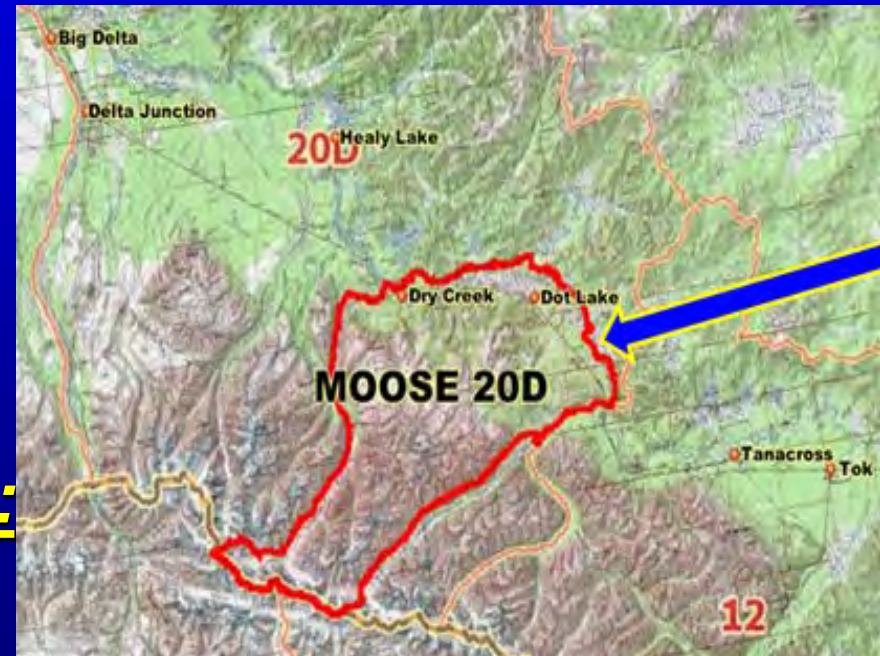 Big Delta
Delta Junction
20D
Healy Lake
Dry Creek
Dot Lake
MOOSE 20D
Tanacross
Tok
E
12